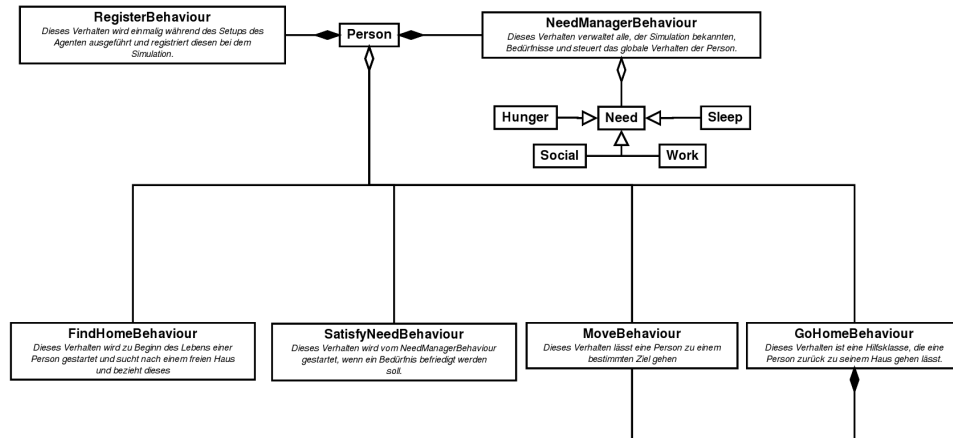 RegisterBehaviour
Dieses Verhalten wird einmalig während des Setups des
Agenten ausgeführt und registriert diesen bei dem
Simulation.
Person
NeedManagerBehaviour
Dieses Verhalten verwaltet alle, der Simulation bekannten,
Bedürfnisse und steuert das globale Verhalten der Person.
Hunger
Need
Sleep
Social
Work
FindHomeBehaviour
Dieses Verhalten wird zu Beginn des Lebens einer
Person gestartet und sucht nach einem freien Haus
und bezieht dieses
SatisfyNeedBehaviour
Dieses Verhalten wird vom NeedManagerBehaviour
gestartet, wenn ein Bedürfnis befriedigt werden
soll.
MoveBehaviour
Dieses Verhalten lässt eine Person zu einem
bestimmten Ziel gehen
GoHomeBehaviour
Dieses Verhalten ist eine Hilfsklasse, die eine
Person zurück zu seinem Haus gehen lässt.